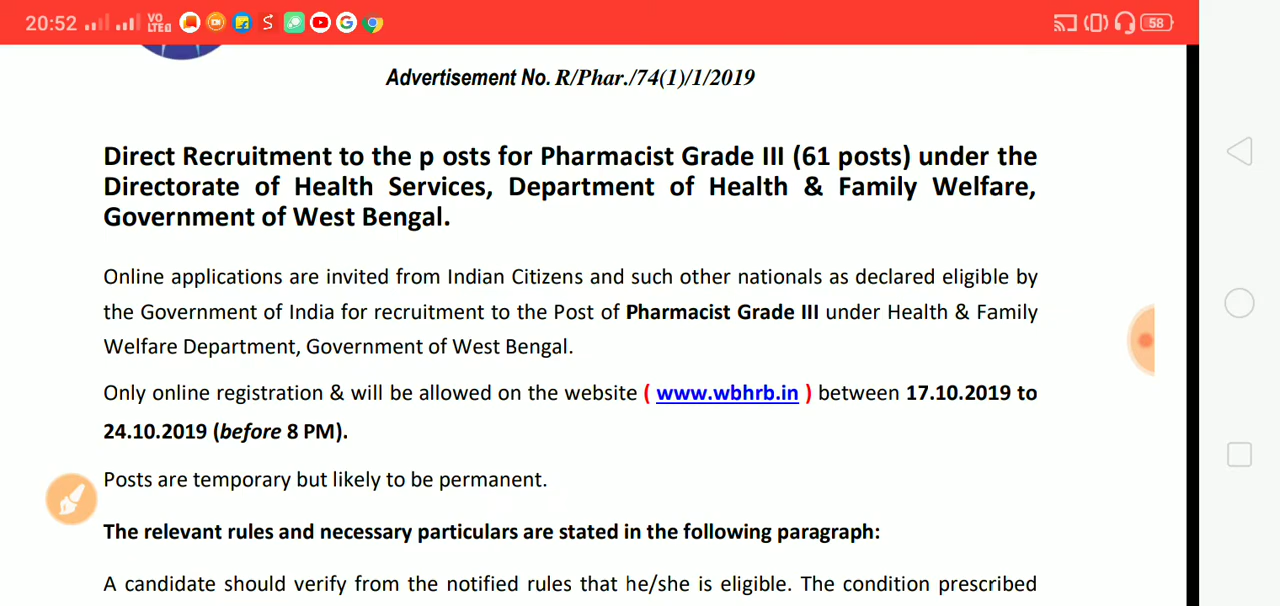 20:52 VO LTE 58
Advertisement No. R/Phar./74(1)/1/2019
Direct Recruitment to the p osts for Pharmacist Grade III (61 posts) under the
Directorate of Health Services, Department of Health & Family Welfare,
Government of West Bengal.
Online applications are invited from Indian Citizens and such other nationals as declared eligible by
the Government of India for recruitment to the Post of Pharmacist Grade III under Health & Family
Welfare Department, Government of West Bengal.
Only online registration & will be allowed on the website ( www.wbhrb.in ) between 17.10.2019 to
24.10.2019 (before 8 PM).
Posts are temporary but likely to be permanent.
The relevant rules and necessary particulars are stated in the following paragraph:
A candidate should verify from the notified rules that he/she is eligible. The condition prescribed